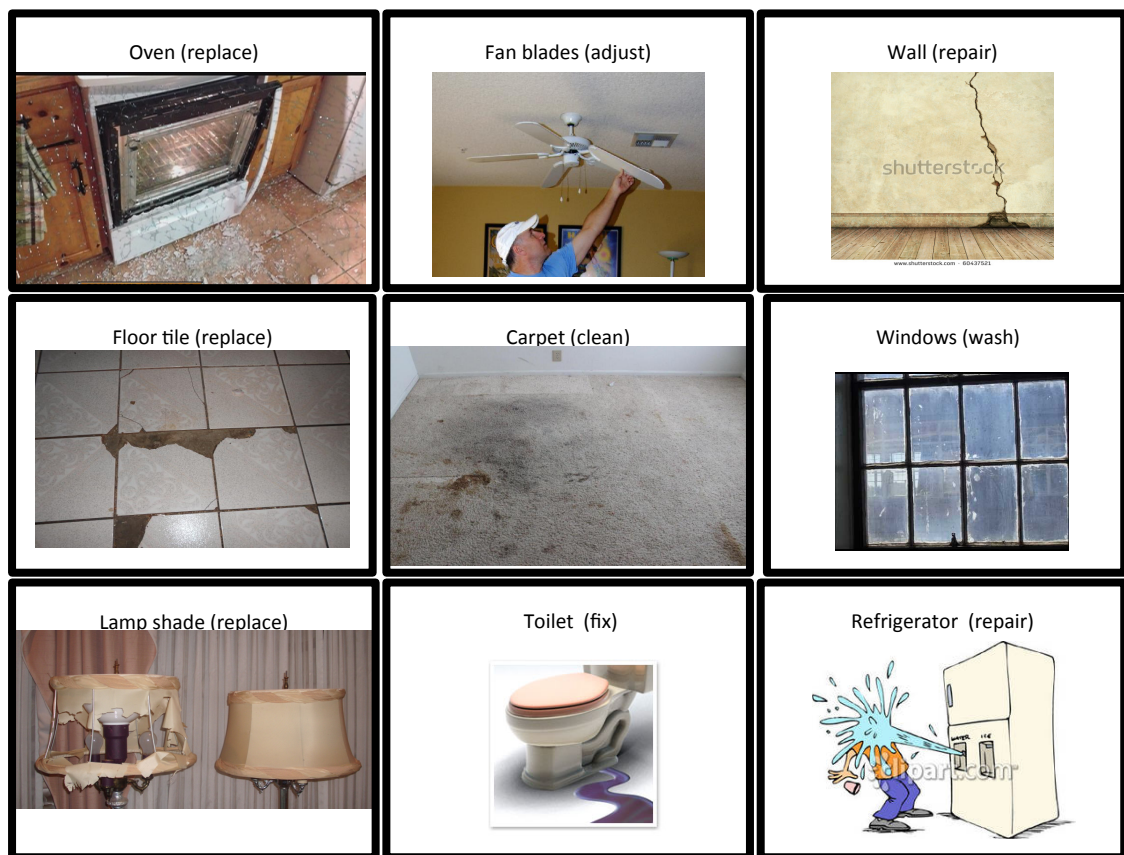 Oven (replace)
Fan blades (adjust)
Wall (repair)
shutterstock
www.shutterstock.com · 60437521
Floor tile (replace)
Carpet (clean)
Windows (wash)
Lamp shade (replace)
Toilet (fix)
Refrigerator (repair)
WATER ICE
clipart.com